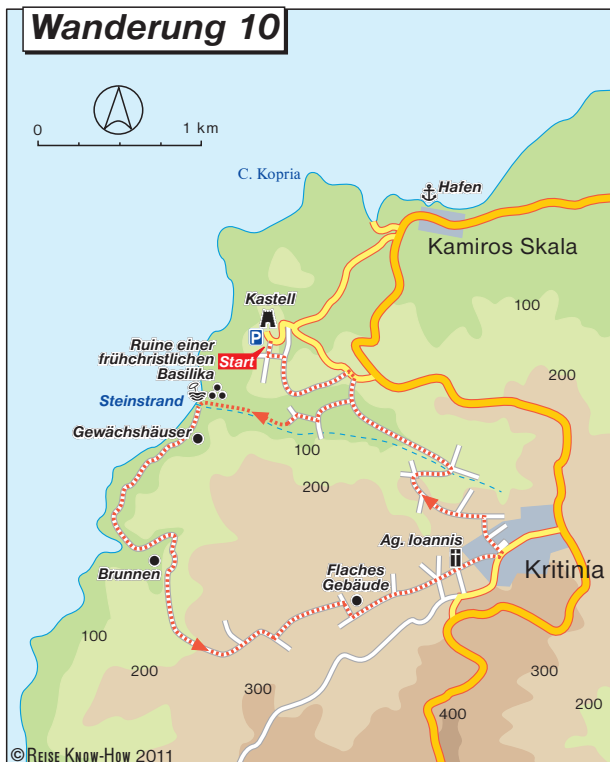 Wanderung 10
0
1 km
C. Kopria
Hafen
Kamiros Skala
Kastell
100
P
Ruine einer
frühchristlichen
Basilika
Start
200
Steinstrand
Gewächshäuser
100
200
Ag. Ioannis
Brunnen
Flaches
Gebäude
Kritinía
100
200
300
300
200
400
© REISE KNOW-HOW 2011